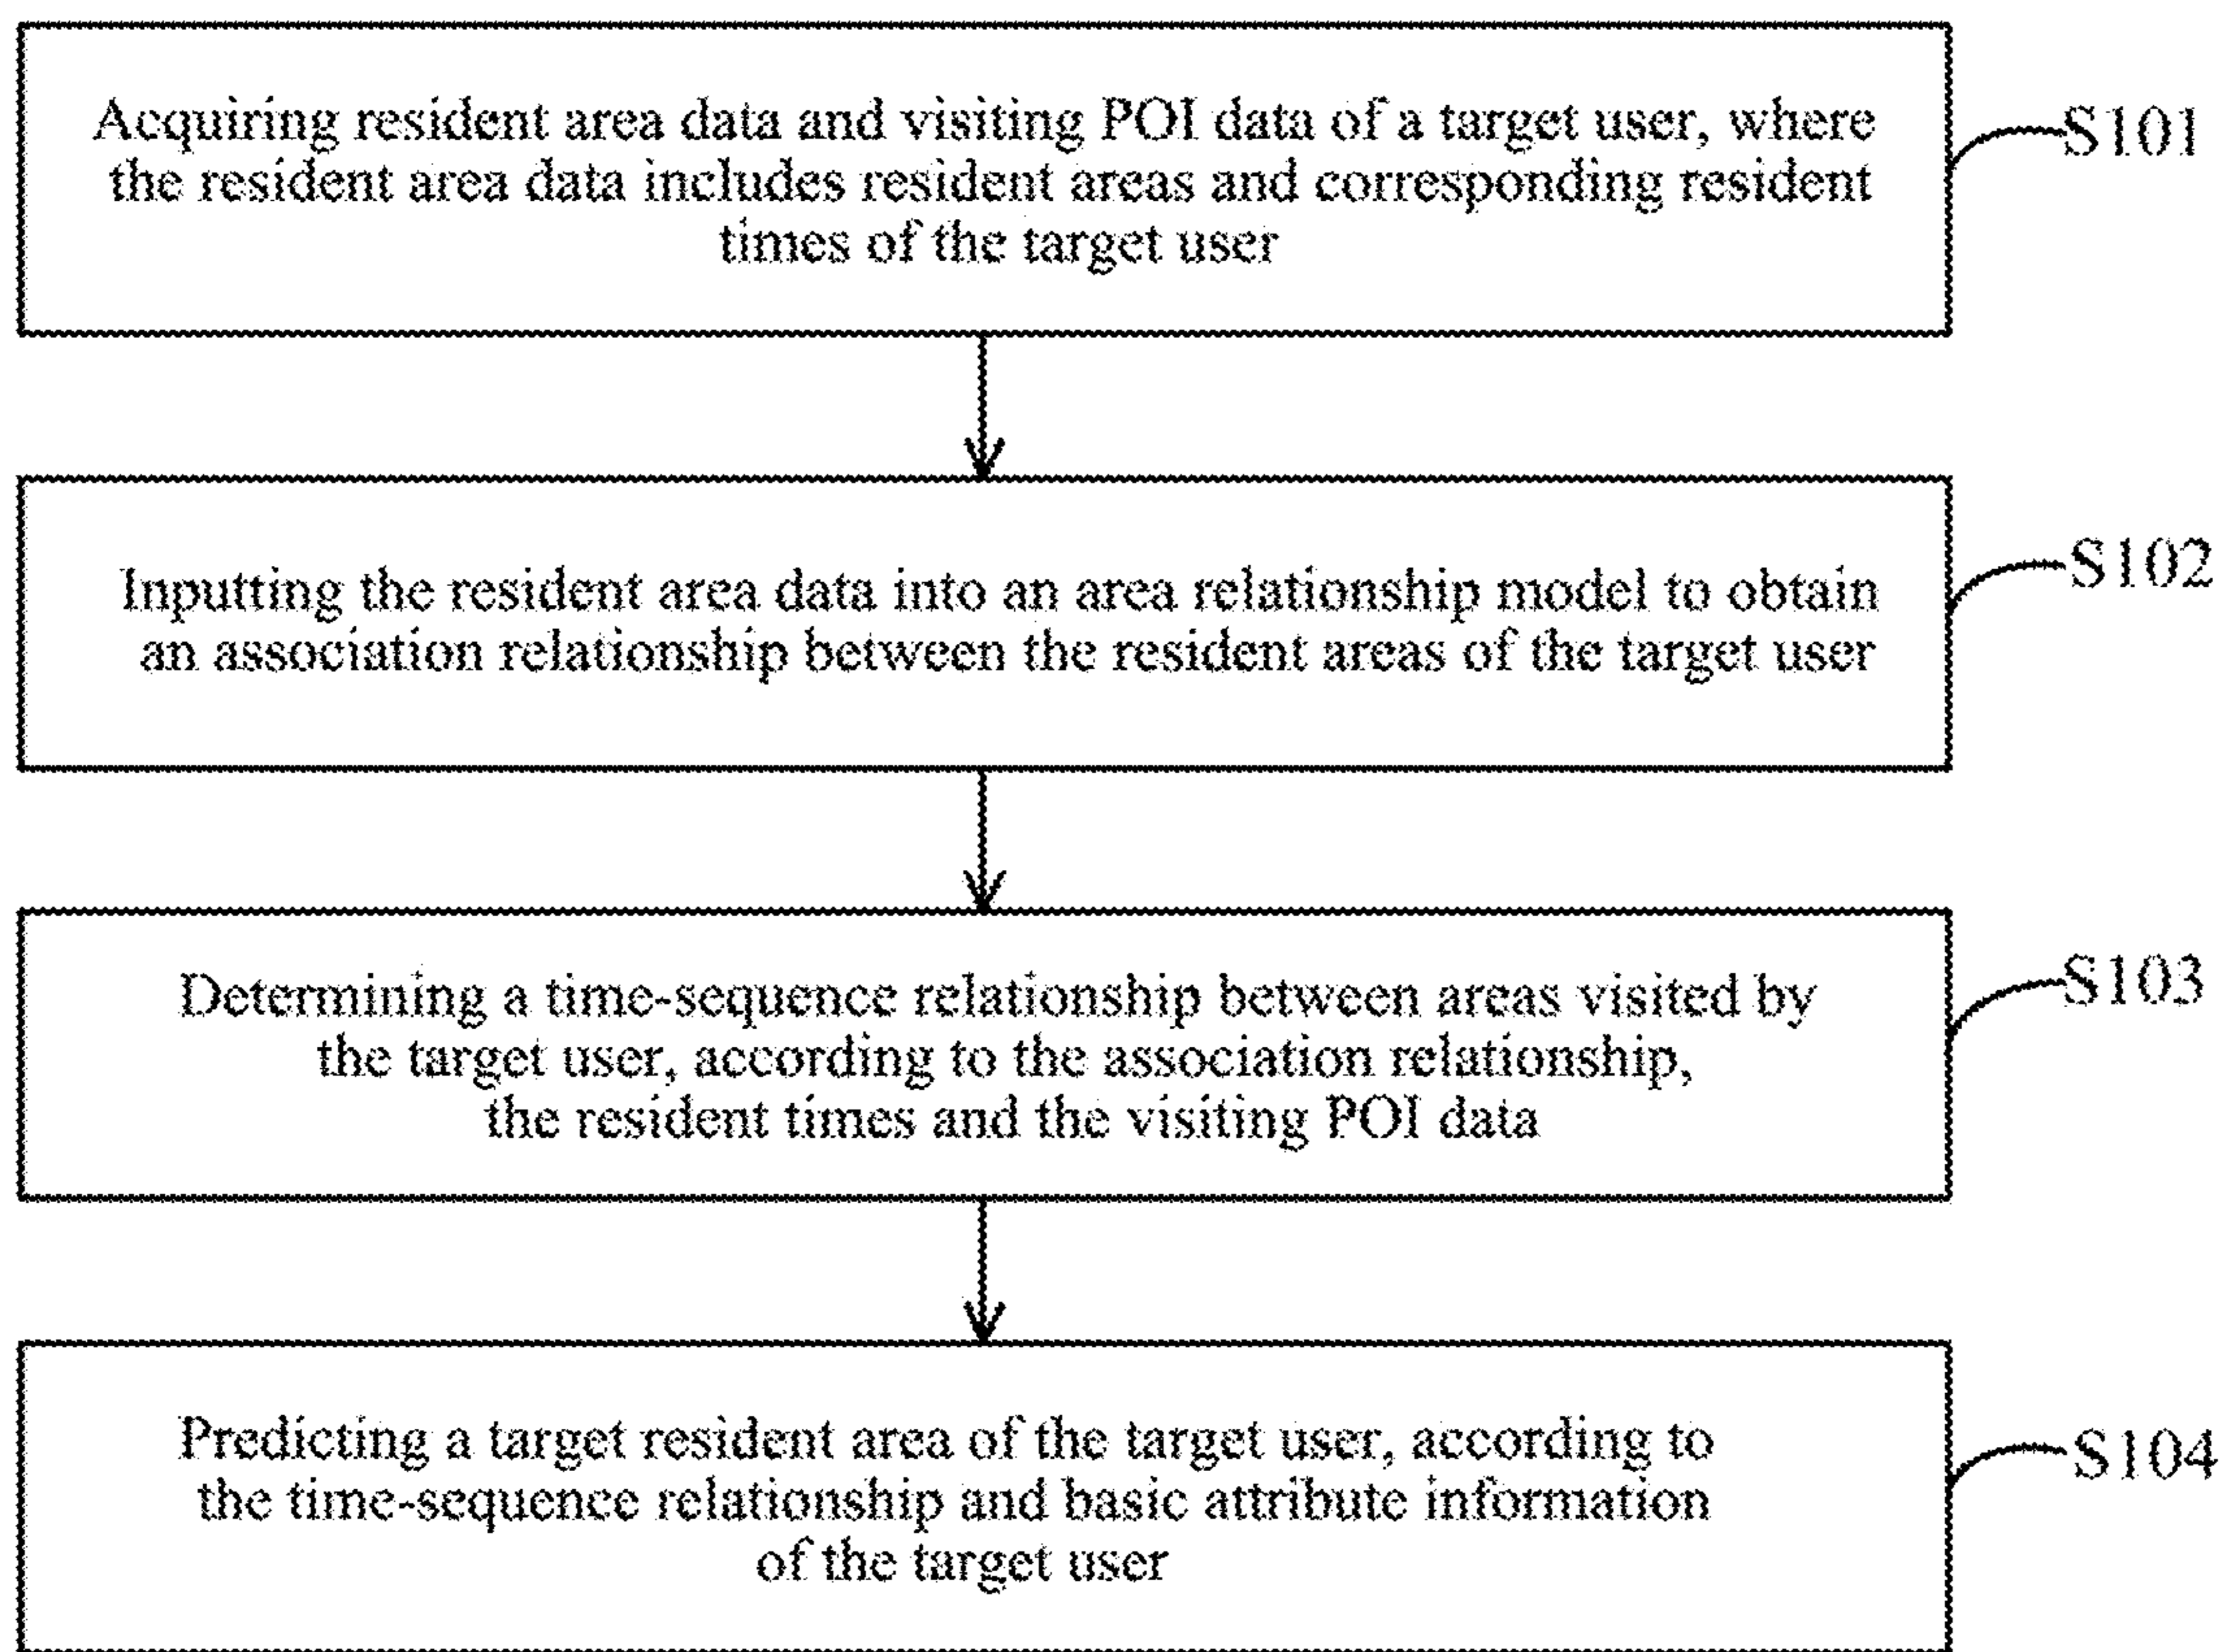 Acquiring resident area data and visiting POI data of a target user, where
the resident area data includes resident areas and corresponding resident
times of the target user
S101
Inputting the resident area data into an area relationship model to obtain
an association relationship between the resident areas of the target user
S102
Determining a time-sequence relationship between areas visited by
the target user, according to the association relationship,
the resident times and the visiting POI data
S103
Predicting a target resident area of the target user, according to
the time-sequence relationship and basic attribute information
of the target user
S104